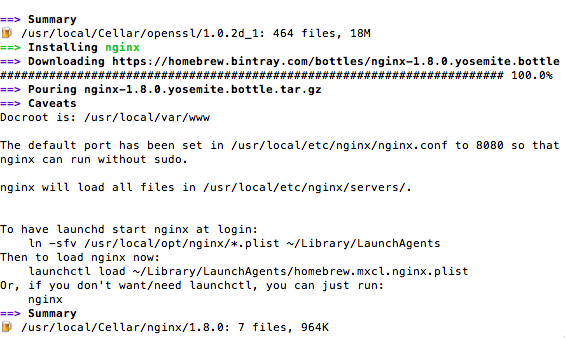 ==> Summary
🍺 /usr/local/Cellar/openssl/1.0.2d_1: 464 files, 18M
==> Installing nginx
==> Downloading https://homebrew.bintray.com/bottles/nginx-1.8.0.yosemite.bottle
######################################################################## 100.0%
==> Pouring nginx-1.8.0.yosemite.bottle.tar.gz
==> Caveats
Docroot is: /usr/local/var/www
The default port has been set in /usr/local/etc/nginx/nginx.conf to 8080 so that
nginx can run without sudo.
nginx will load all files in /usr/local/etc/nginx/servers/.
To have launchd start nginx at login:
    ln -sfv /usr/local/opt/nginx/*.plist ~/Library/LaunchAgents
Then to load nginx now:
    launchctl load ~/Library/LaunchAgents/homebrew.mxcl.nginx.plist
Or, if you don't want/need launchctl, you can just run:
    nginx
==> Summary
🍺 /usr/local/Cellar/nginx/1.8.0: 7 files, 964K